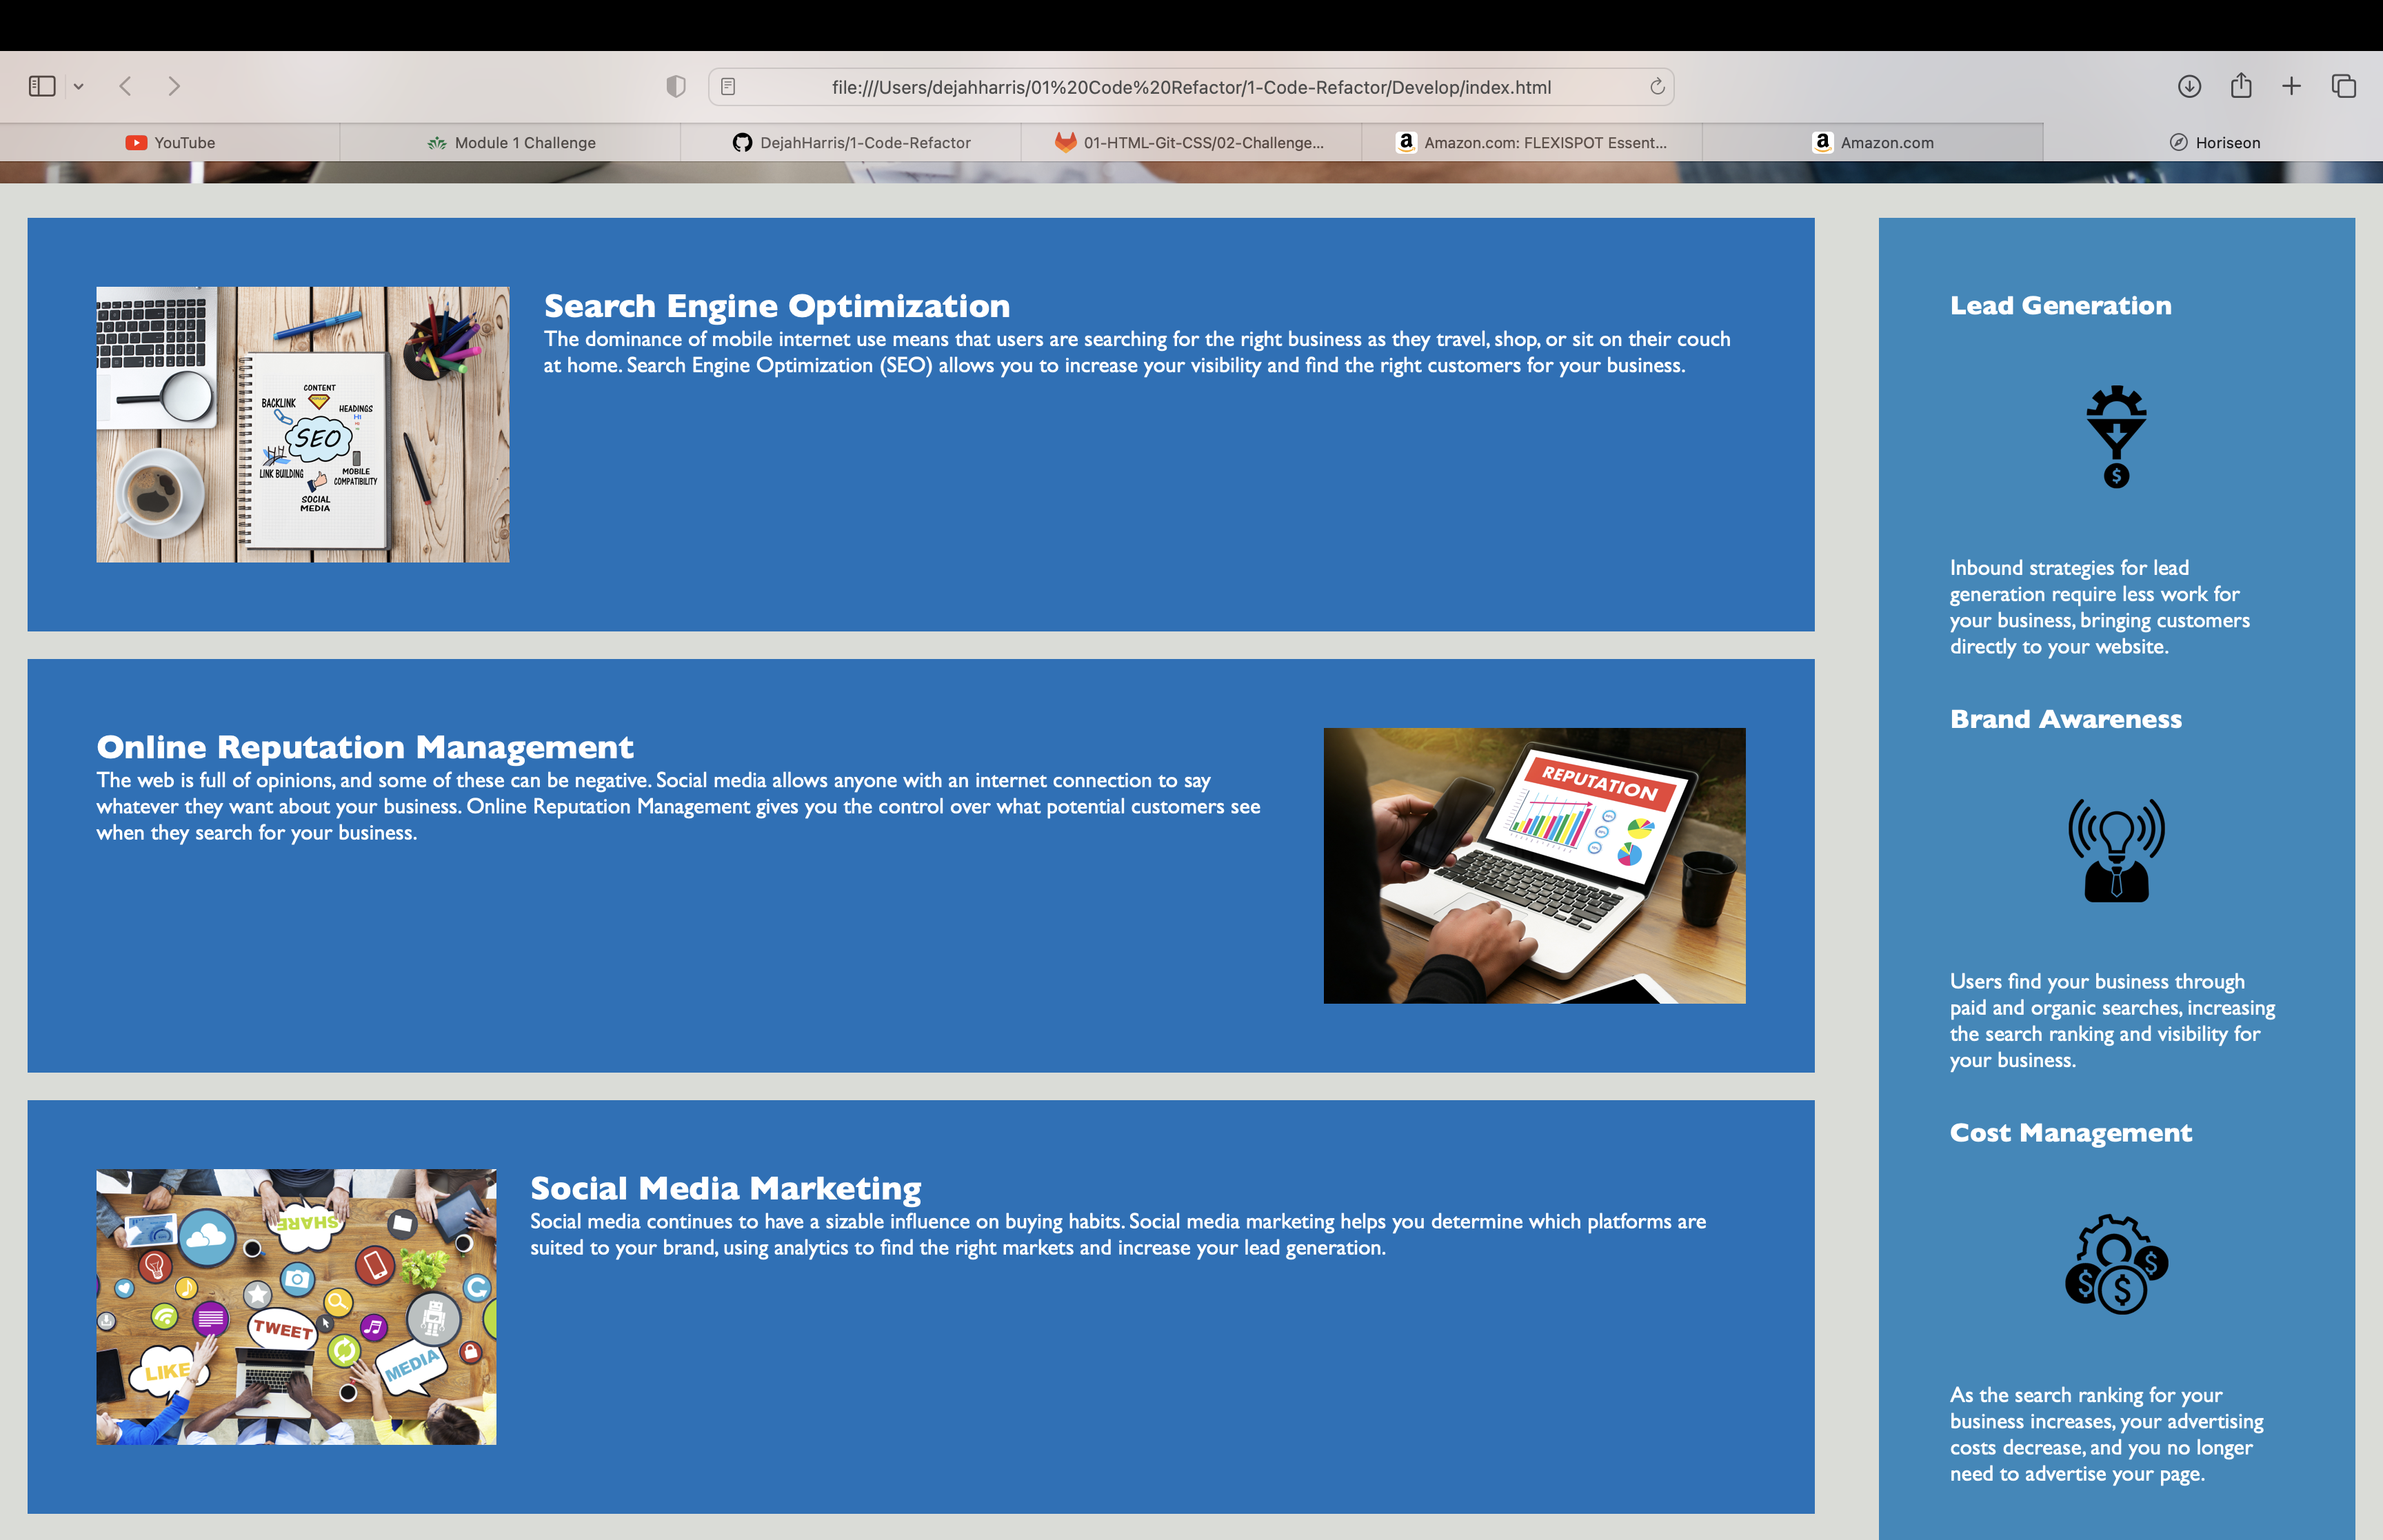 file:///Users/dejahharris/01%20Code%20Refactor/1-Code-Refactor/Develop/index.html
YouTube
Module 1 Challenge
DejahHarris/1-Code-Refactor
01-HTML-Git-CSS/02-Challenge...
Amazon.com: FLEXISPOT Essent...
Amazon.com
Horiseon
Search Engine Optimization
The dominance of mobile internet use means that users are searching for the right business as they travel, shop, or sit on their couch
at home. Search Engine Optimization (SEO) allows you to increase your visibility and find the right customers for your business.
CONTENT
BACKLINK
HEADINGS
H1
SEO
LINK BUILDING
MOBILE
COMPATIBILITY
SOCIAL
MEDIA
Online Reputation Management
The web is full of opinions, and some of these can be negative. Social media allows anyone with an internet connection to say
whatever they want about your business. Online Reputation Management gives you the control over what potential customers see
when they search for your business.
REPUTATION
Social Media Marketing
Social media continues to have a sizable influence on buying habits. Social media marketing helps you determine which platforms are
suited to your brand, using analytics to find the right markets and increase your lead generation.
SHARE
TWEET
LIKE
MEDIA
Lead Generation
$
Inbound strategies for lead
generation require less work for
your business, bringing customers
directly to your website.
Brand Awareness
Users find your business through
paid and organic searches, increasing
the search ranking and visibility for
your business.
Cost Management
$ $ $
As the search ranking for your
business increases, your advertising
costs decrease, and you no longer
need to advertise your page.